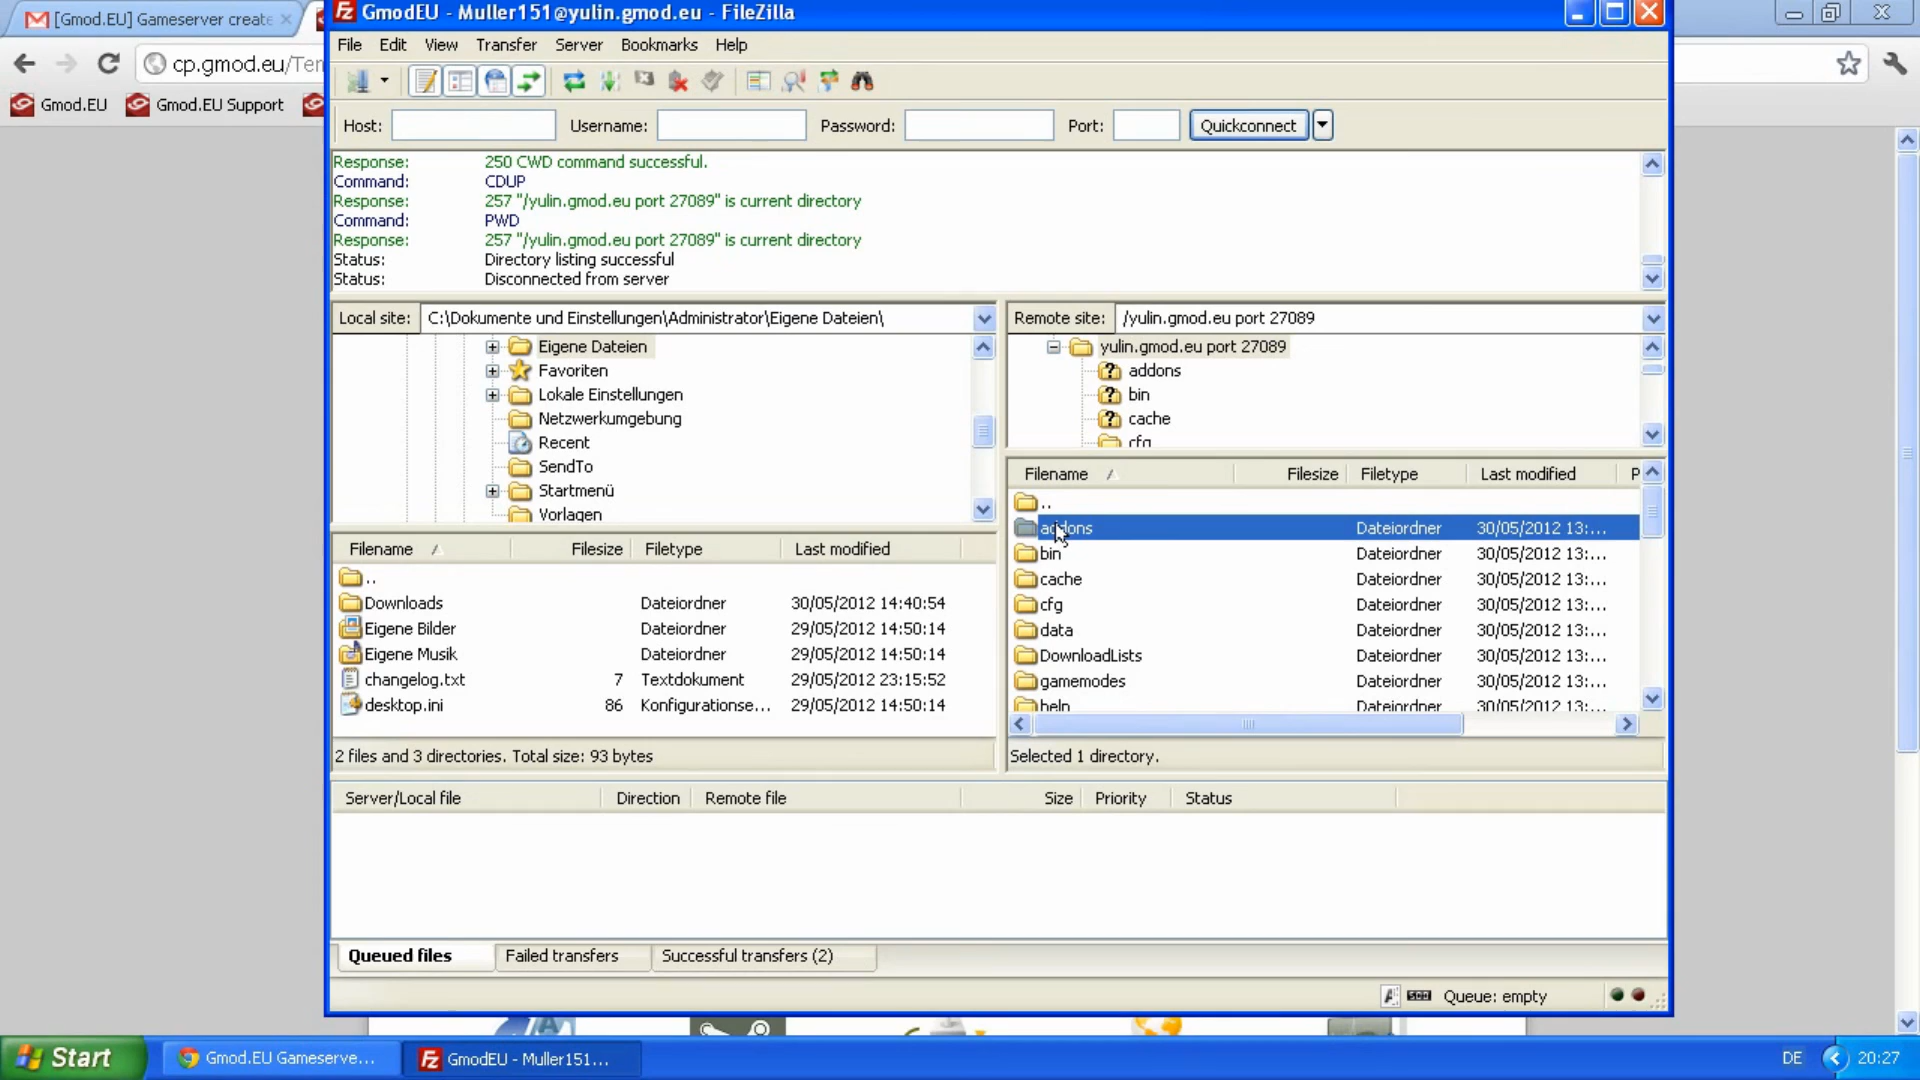 [Gmod.EU] Gameserver create
GmodEU - Muller151@yulin.gmod.eu - FileZilla
cp.gmod.eu/Ten
Gmod.EU
Gmod.EU Support
File Edit View Transfer Server Bookmarks Help
Host: Username: Password: Port: Quickconnect
Response: 250 CWD command successful.
Command: CDUP
Response: 257 "/yulin.gmod.eu port 27089" is current directory
Command: PWD
Response: 257 "/yulin.gmod.eu port 27089" is current directory
Status: Directory listing successful
Status: Disconnected from server
Local site: C:\Dokumente und Einstellungen\Administrator\Eigene Dateien\
Eigene Dateien
Favoriten
Lokale Einstellungen
Netzwerkumgebung
Recent
SendTo
Startmenü
Vorlagen
Filename Filesize Filetype Last modified
..
Downloads Dateiordner 30/05/2012 14:40:54
Eigene Bilder Dateiordner 29/05/2012 14:50:14
Eigene Musik Dateiordner 29/05/2012 14:50:14
changelog.txt 7 Textdokument 29/05/2012 23:15:52
desktop.ini 86 Konfigurationse... 29/05/2012 14:50:14
2 files and 3 directories. Total size: 93 bytes
Remote site: /yulin.gmod.eu port 27089
yulin.gmod.eu port 27089
addons
bin
cache
cfg
Filename Filesize Filetype Last modified P
..
addons Dateiordner 30/05/2012 13:...
bin Dateiordner 30/05/2012 13:...
cache Dateiordner 30/05/2012 13:...
cfg Dateiordner 30/05/2012 13:...
data Dateiordner 30/05/2012 13:...
DownloadLists Dateiordner 30/05/2012 13:...
gamemodes Dateiordner 30/05/2012 13:...
help Dateiordner 30/05/2012 13:...
Selected 1 directory.
Server/Local file Direction Remote file Size Priority Status
Queued files Failed transfers Successful transfers (2)
Queue: empty
Start
Gmod.EU Gameserve...
GmodEU - Muller151...
DE
20:27